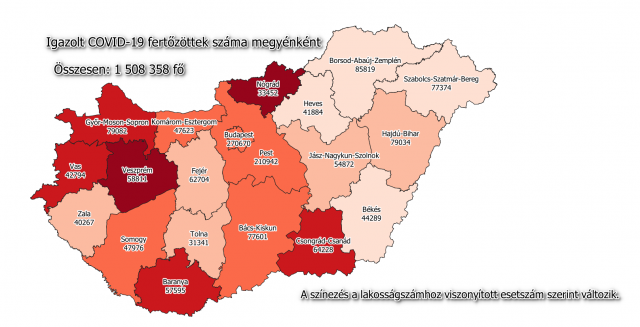 Igazolt COVID-19 fertőzöttek száma megyénként
Összesen: 1 508 358 fő
Borsod-Abaúj-Zemplén
85819
Szabolcs-Szatmár-Bereg
77374
Nógrád
33452
Heves
41884
Győr-Moson-Sopron
79082
Komárom-Esztergom
47623
Budapest
270670
Pest
210942
Hajdú-Bihar
79034
Jász-Nagykun-Szolnok
54872
Vas
42794
Veszprém
58811
Fejér
62704
Zala
40267
Somogy
47976
Tolna
31341
Bács-Kiskun
77601
Békés
44289
Csongrád-Csanád
64228
Baranya
57595
A színezés a lakosságszámhoz viszonyított esetszám szerint változik.